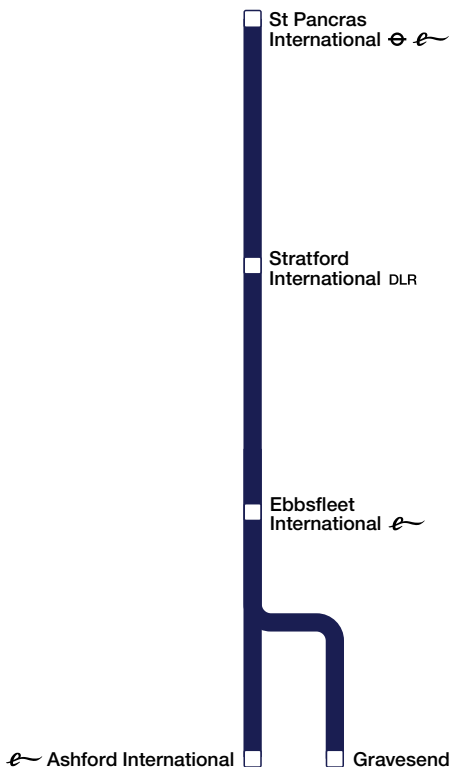 St Pancras
International
Stratford
International DLR
Ebbsfleet
International
Ashford International
Gravesend